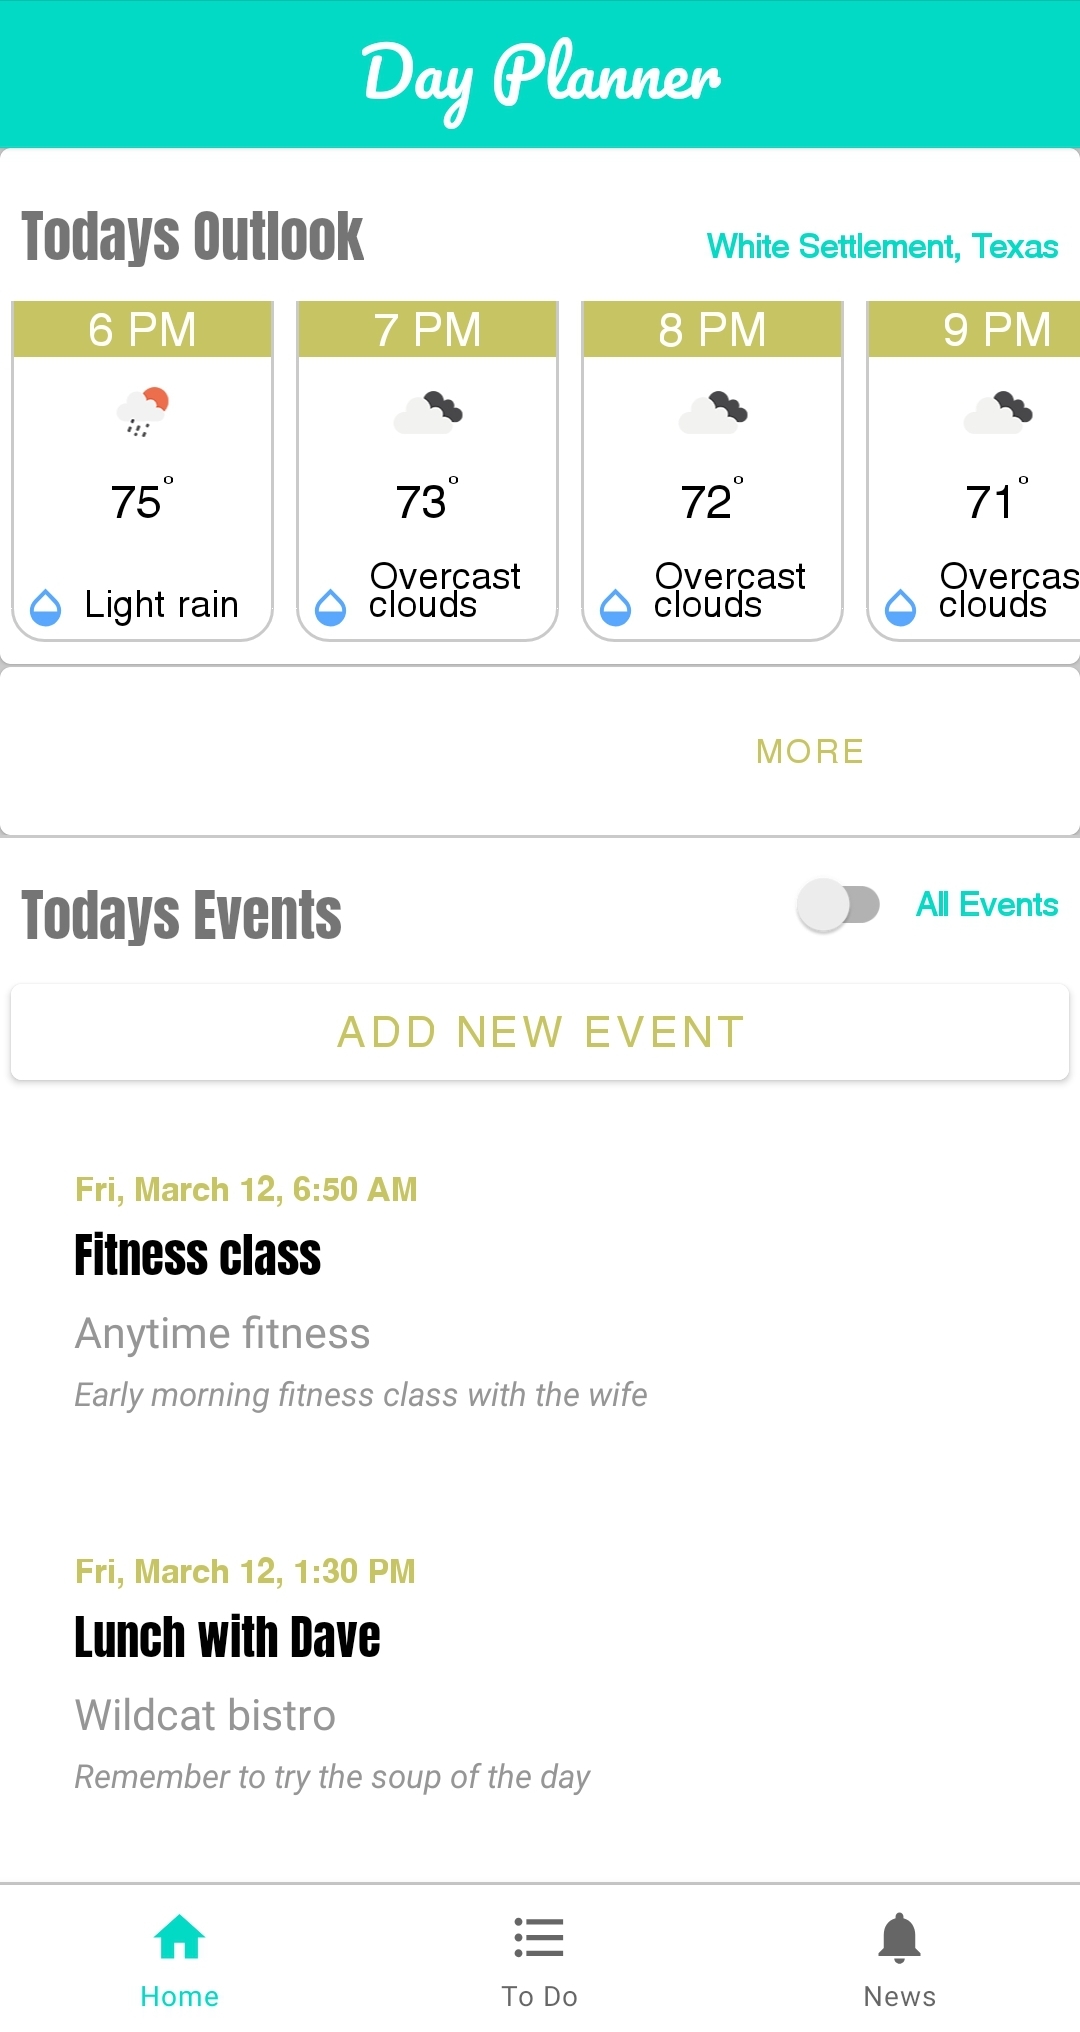 Day Planner
Todays Outlook
White Settlement, Texas
6 PM
75°
Light rain
7 PM
73°
Overcast
clouds
8 PM
72°
Overcast
clouds
9 PM
71°
Overcas
clouds
MORE
Todays Events
All Events
ADD NEW EVENT
Fri, March 12, 6:50 AM
Fitness class
Anytime fitness
Early morning fitness class with the wife
Fri, March 12, 1:30 PM
Lunch with Dave
Wildcat bistro
Remember to try the soup of the day
Home
To Do
News